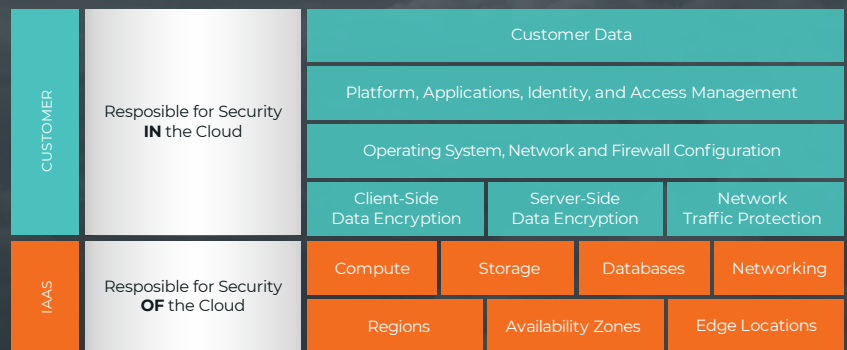 CUSTOMER
Resposible for Security
IN the Cloud
Customer Data
Platform, Applications, Identity, and Access Management
Operating System, Network and Firewall Configuration
Client-Side
Data Encryption
Server-Side
Data Encryption
Network
Traffic Protection
IAAS
Resposible for Security
OF the Cloud
Compute
Storage
Databases
Networking
Regions
Availability Zones
Edge Locations